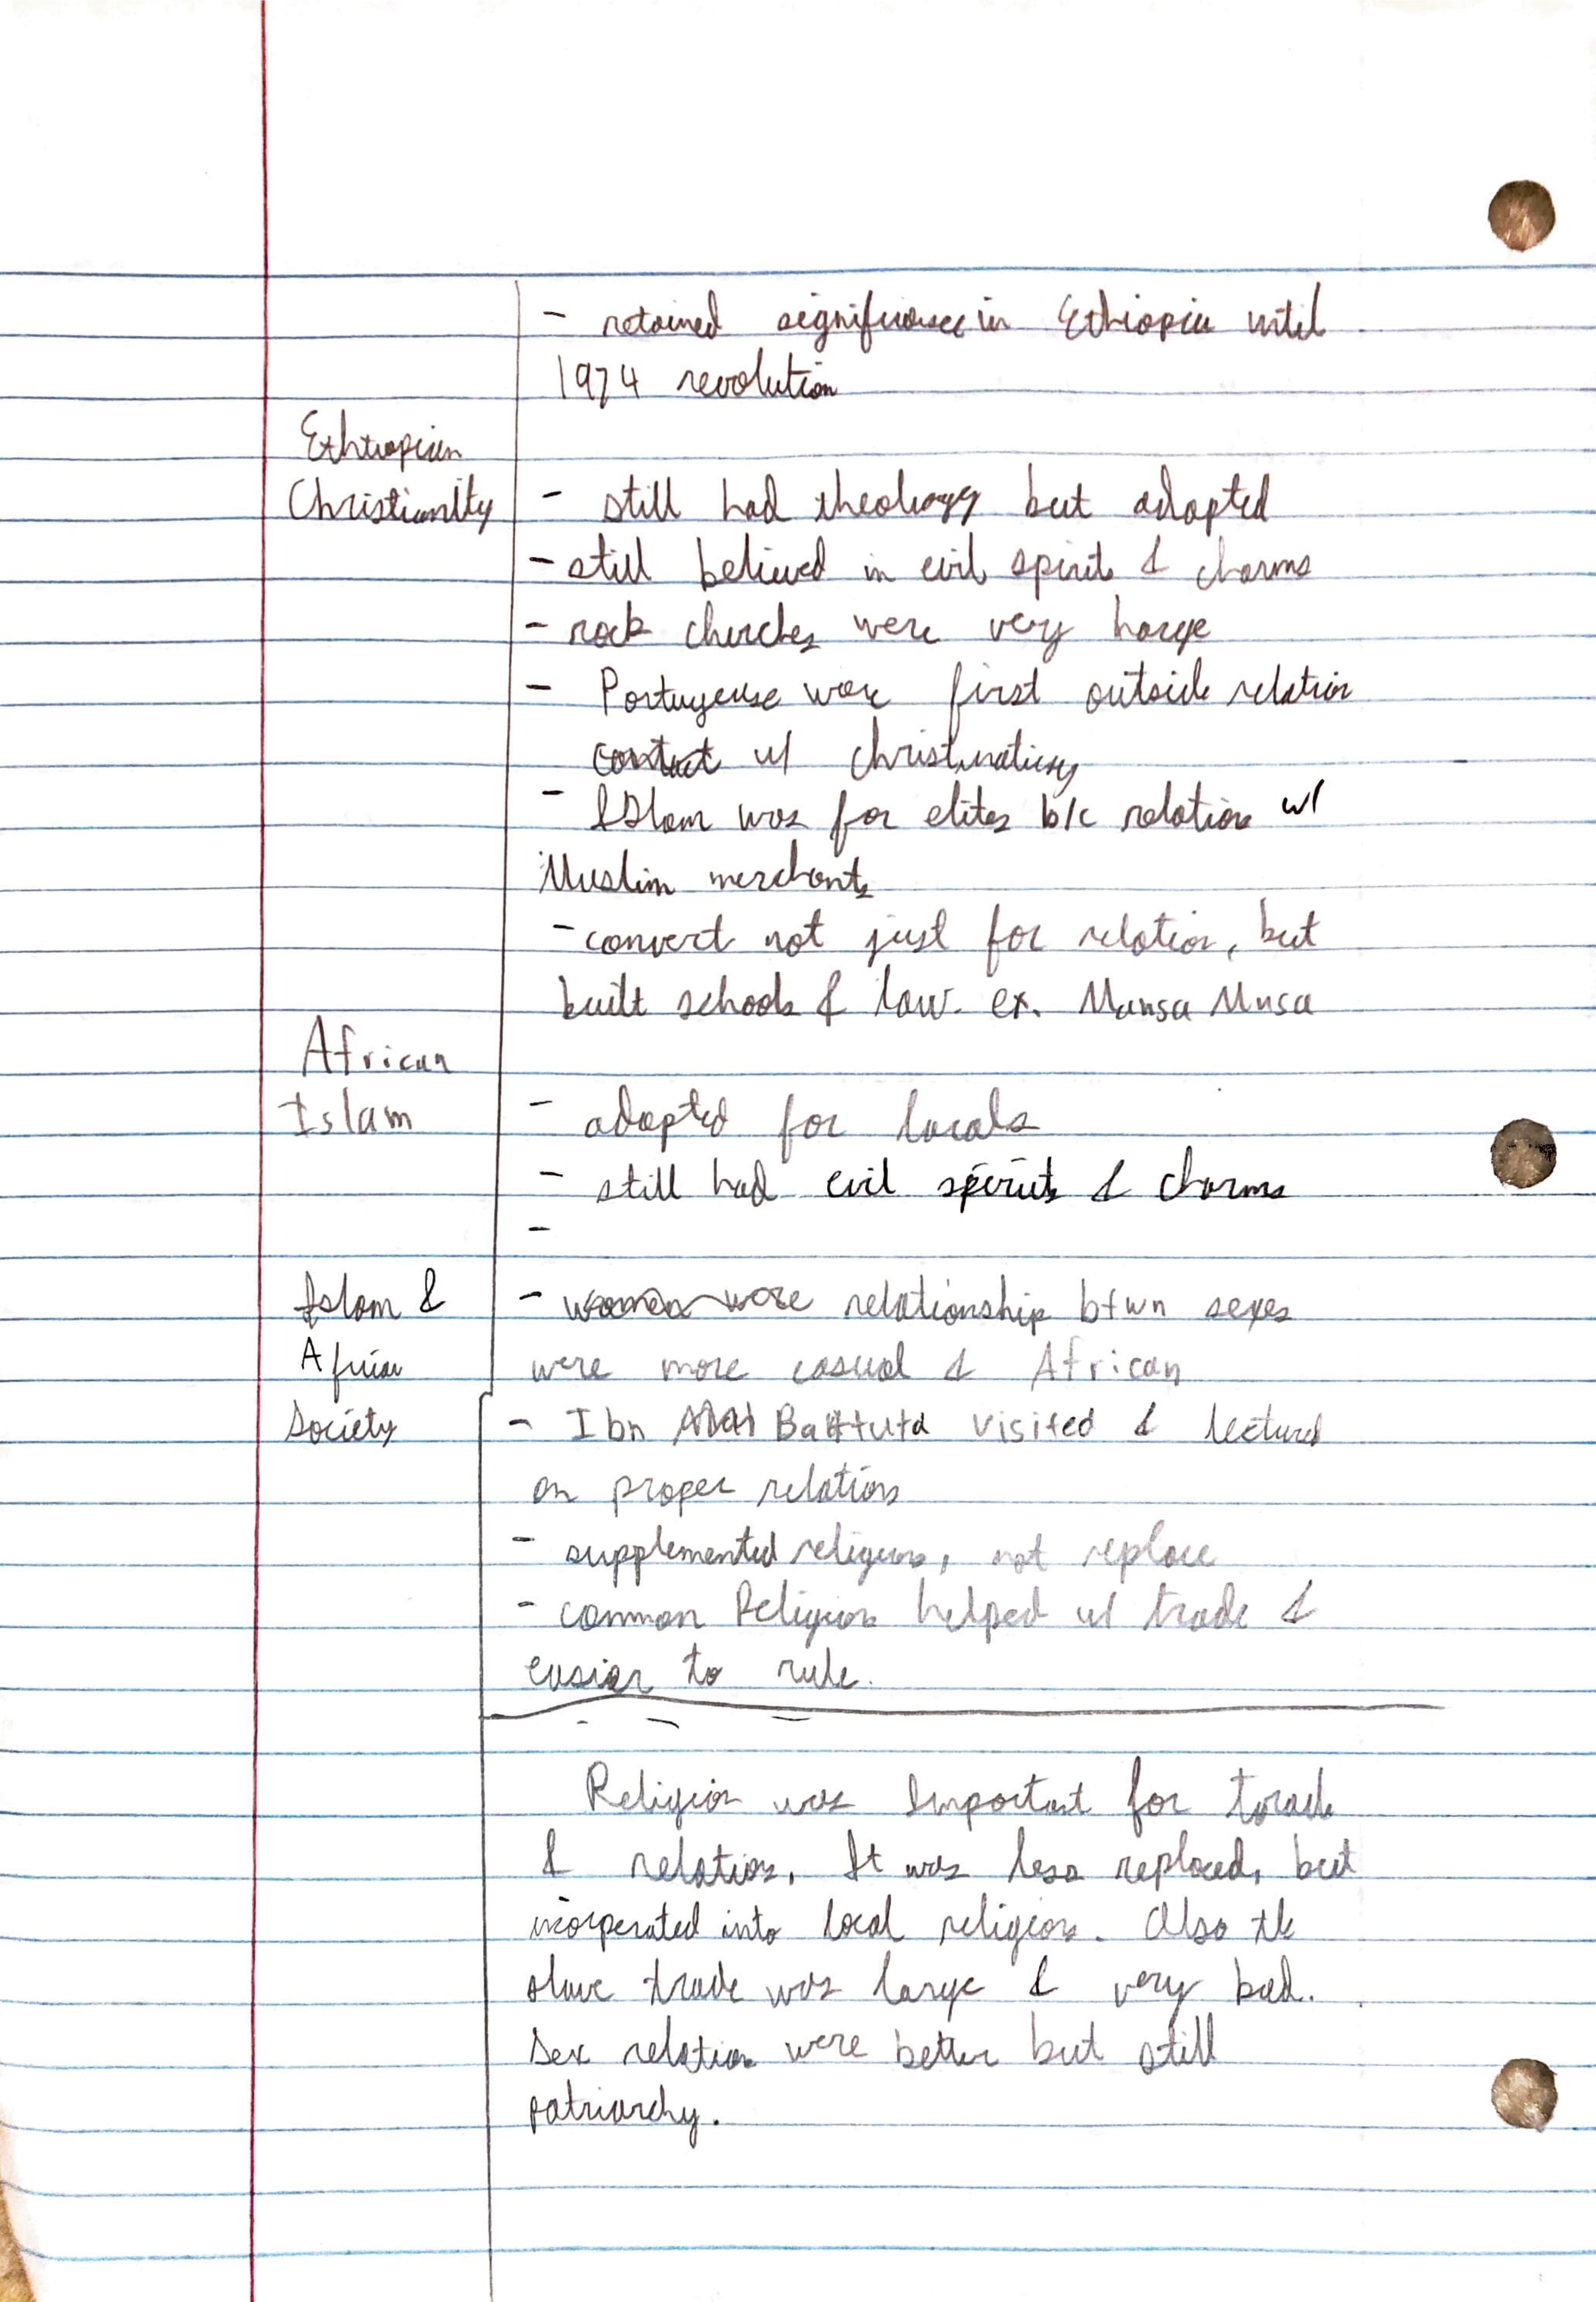 - retained significance in Ethiopia until
1974 revolution
Ethiopian
Christianity
- still had theology but adapted
- still believed in evil spirits & charms
- rock churches were very large
- Portugeuse were first outside relation
contact w/ christinatiy
- Islam was for elites b/c relation w/
Muslim merchants
- convert not just for relation, but
built schools & law. ex. Mansa Musa
African
Islam
- adapted for locals
- still had evil spirits & charms
-
Islam &
African
Society
- women were relationship btwn sexes
were more casual & African
- Ibn Battuta visited & lectured
on proper relations
- supplemented religions, not replace
- common Religion helped w/ trade &
easier to rule.
Religion was Important for trade
& relations. It was less replaced, but
incorperated into local religions. Also the
slave trade was large & very bad.
Sex relation were better but still
patriarchy.